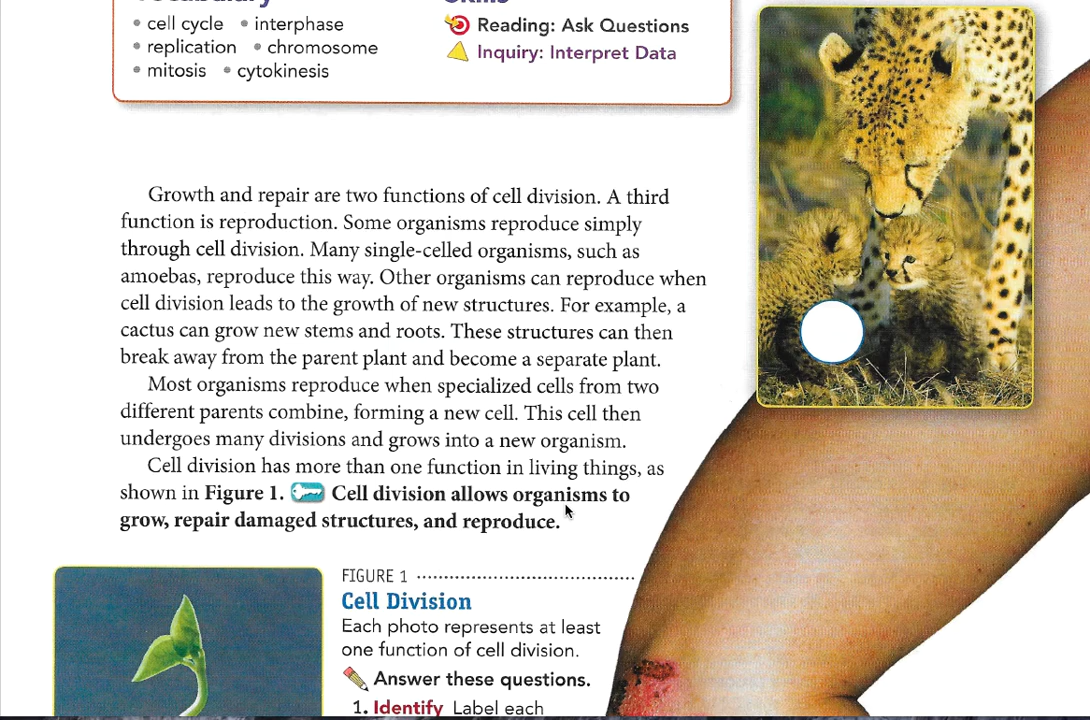 • cell cycle • interphase
• replication • chromosome
• mitosis • cytokinesis
Reading: Ask Questions
Inquiry: Interpret Data
Growth and repair are two functions of cell division. A third
function is reproduction. Some organisms reproduce simply
through cell division. Many single-celled organisms, such as
amoebas, reproduce this way. Other organisms can reproduce when
cell division leads to the growth of new structures. For example, a
cactus can grow new stems and roots. These structures can then
break away from the parent plant and become a separate plant.
Most organisms reproduce when specialized cells from two
different parents combine, forming a new cell. This cell then
undergoes many divisions and grows into a new organism.
Cell division has more than one function in living things, as
shown in Figure 1. Cell division allows organisms to
grow, repair damaged structures, and reproduce.
FIGURE 1
Cell Division
Each photo represents at least
one function of cell division.
Answer these questions.
1. Identify Label each